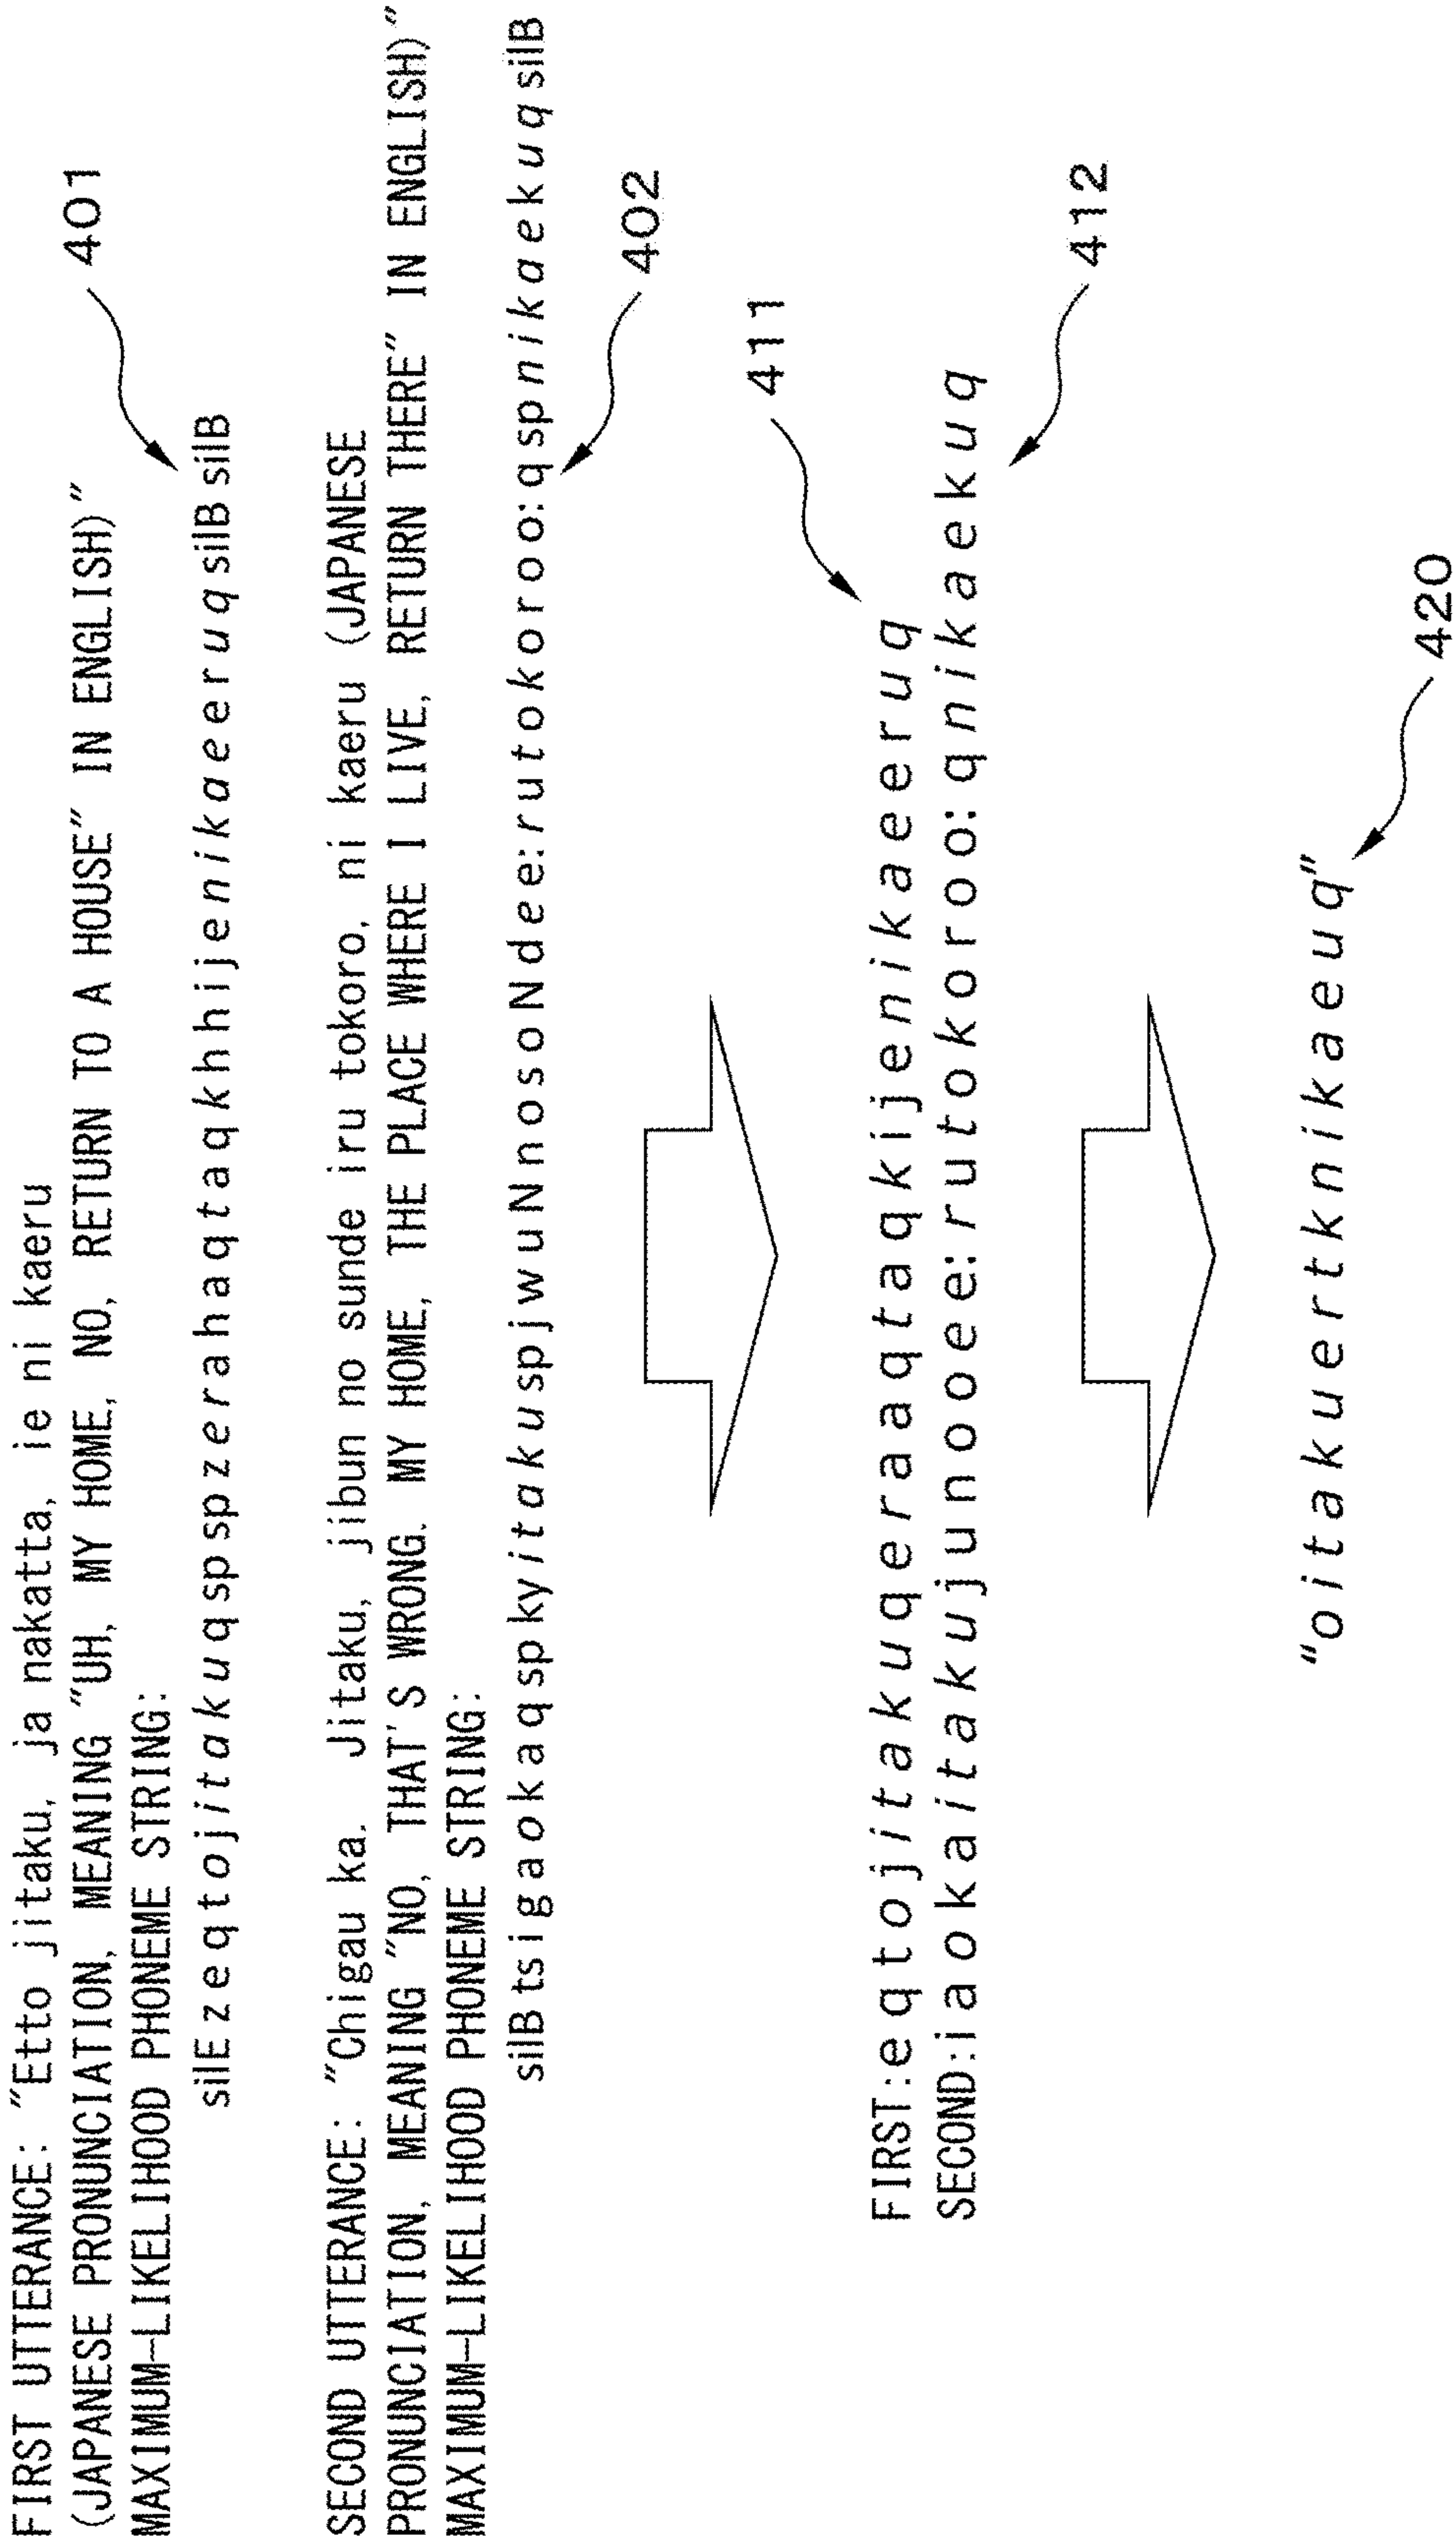 FIRST UTTERANCE: "Etto jitaku, ja nakatta, ie ni kaeru
(JAPANESE PRONUNCIATION, MEANING "UH, MY HOME, NO, RETURN TO A HOUSE" IN ENGLISH)"
MAXIMUM-LIKELIHOOD PHONEME STRING:
silE z e q t o j i t a k u q sp sp z e r a h a q t a q k h h i j e n i k a e e r u q silB silB
401
SECOND UTTERANCE: "Chigau ka. Jitaku, jibun no sunde iru tokoro, ni kaeru (JAPANESE
PRONUNCIATION, MEANING "NO, THAT'S WRONG. MY HOME, THE PLACE WHERE I LIVE, RETURN THERE" IN ENGLISH)"
MAXIMUM-LIKELIHOOD PHONEME STRING:
silB ts i g a o k a q sp ky i t a k u sp j w u N n o s o N d e e: r u t o k o r o o: q sp n i k a e k u q silB
402
411
FIRST: e q t o j i t a k u q e r a a q t a q k i j e n i k a e e r u q
SECOND: i a o k a i t a k u j u n o o e e: r u t o k o r o o: q n i k a e k u q
412
"o i t a k u e r t k n i k a e u q"
420